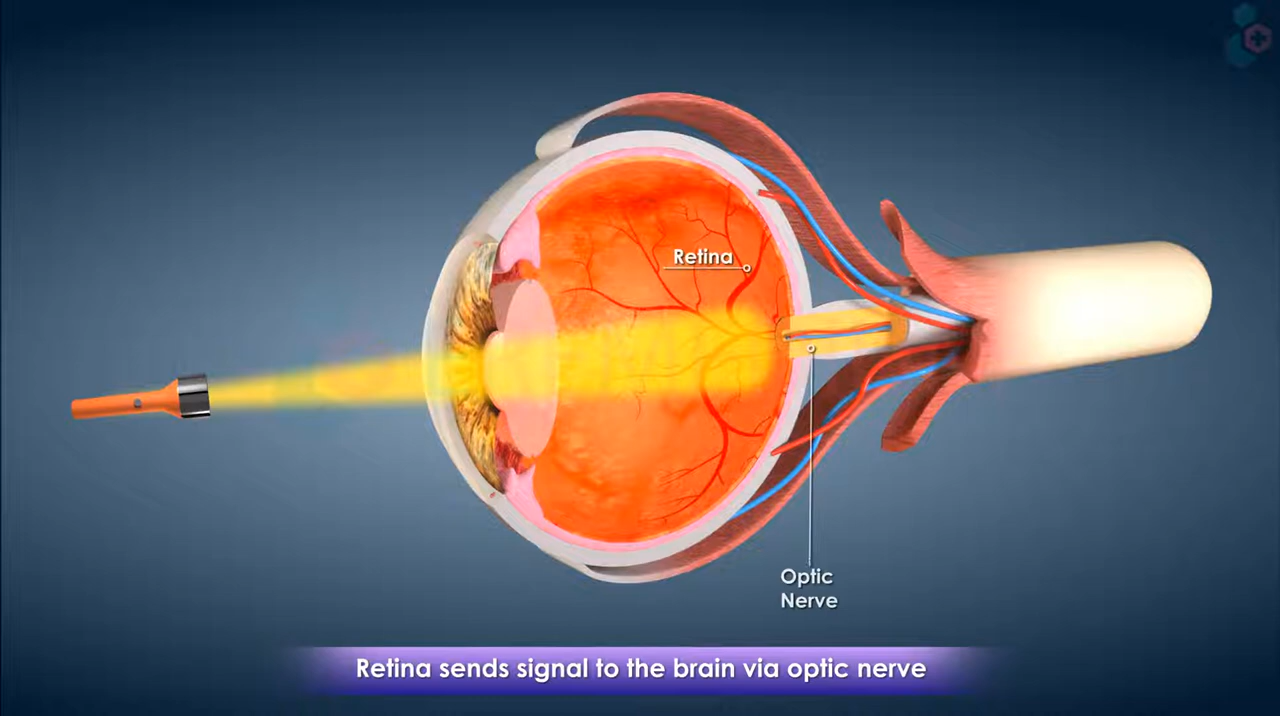 Retina
Optic
Nerve
Retina sends signal to the brain via optic nerve